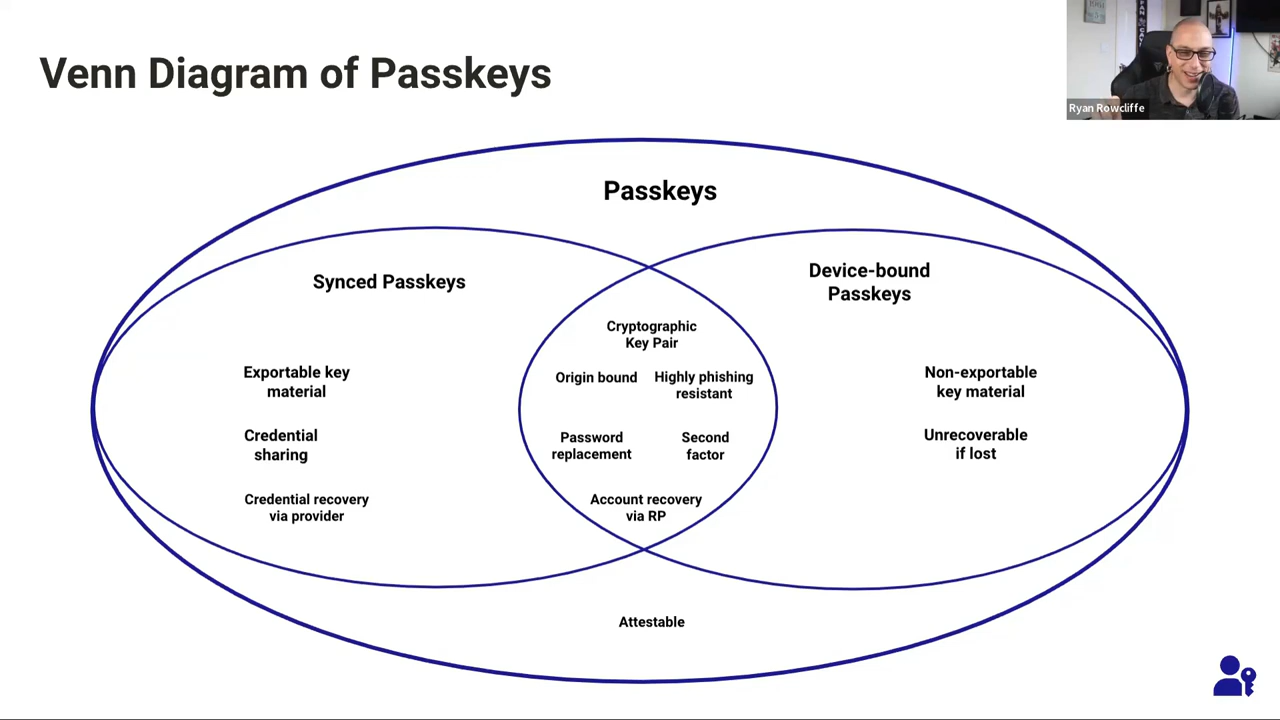 Venn Diagram of Passkeys
Ryan Rowcliffe
Passkeys
Synced Passkeys
Device-bound
Passkeys
Cryptographic
Key Pair
Origin bound
Highly phishing
resistant
Password
replacement
Second
factor
Account recovery
via RP
Exportable key
material
Credential
sharing
Credential recovery
via provider
Non-exportable
key material
Unrecoverable
if lost
Attestable